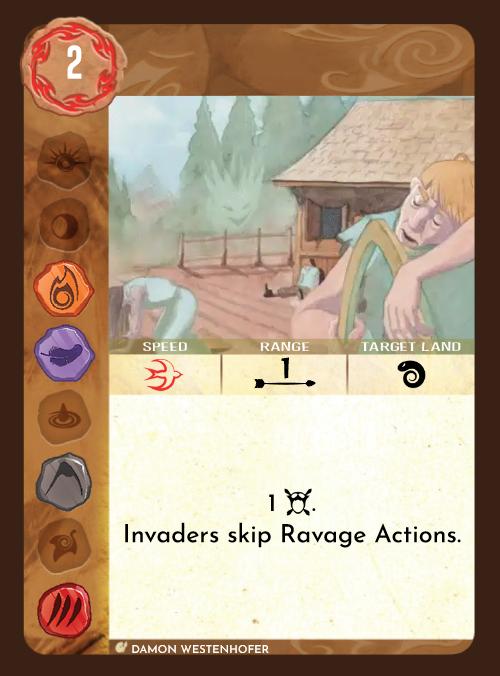 2
SPEED RANGE TARGET LAND
1
1 .
Invaders skip Ravage Actions.
DAMON WESTENHOFER